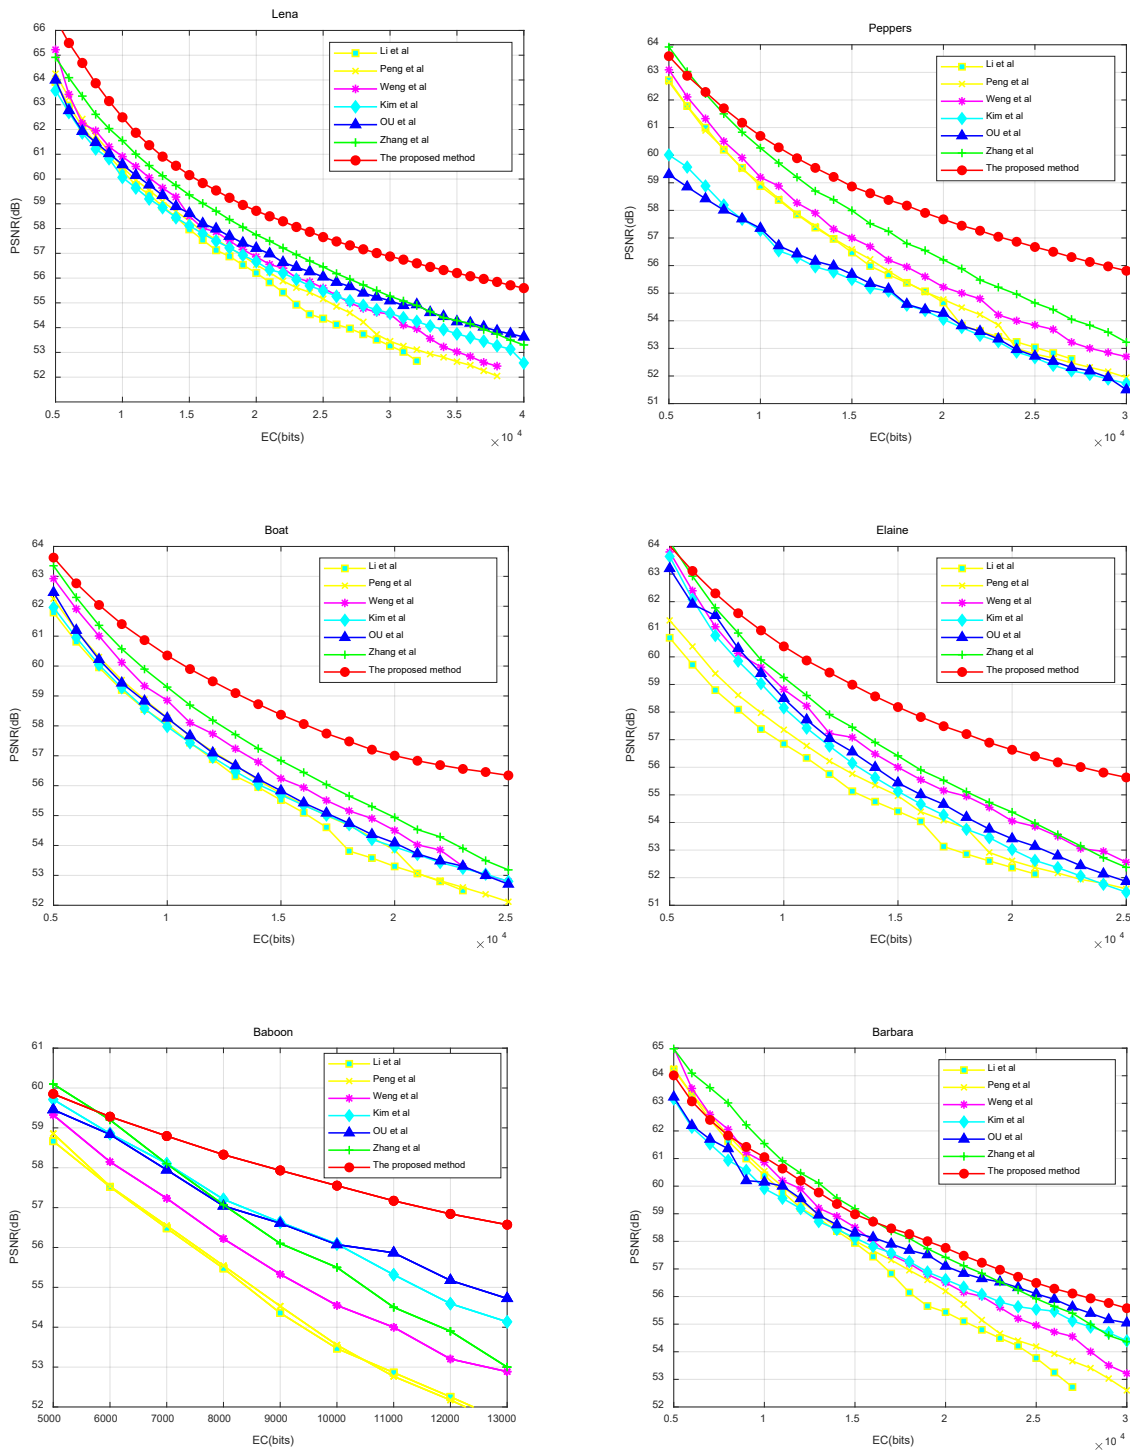 Lena
66
65
64
63
62
61
60
59
58
57
56
55
54
53
52
PSNR(dB)
Li et al
Peng et al
Weng et al
Kim et al
OU et al
Zhang et al
The proposed method
0.5 1 1.5 2 2.5 3 3.5 4
EC(bits)
× 10 4
Peppers
64
63
62
61
60
59
58
57
56
55
54
53
52
51
PSNR(dB)
Li et al
Peng et al
Weng et al
Kim et al
OU et al
Zhang et al
The proposed method
0.5 1 1.5 2 2.5 3
EC(bits)
× 10 4
Boat
64
63
62
61
60
59
58
57
56
55
54
53
52
PSNR(dB)
Li et al
Peng et al
Weng et al
Kim et al
OU et al
Zhang et al
The proposed method
0.5 1 1.5 2 2.5
EC(bits)
× 10 4
Elaine
64
63
62
61
60
59
58
57
56
55
54
53
52
51
PSNR(dB)
Li et al
Peng et al
Weng et al
Kim et al
OU et al
Zhang et al
The proposed method
0.5 1 1.5 2 2.5
EC(bits)
× 10 4
Baboon
61
60
59
58
57
56
55
54
53
52
PSNR(dB)
Li et al
Peng et al
Weng et al
Kim et al
OU et al
Zhang et al
The proposed method
5000 6000 7000 8000 9000 10000 11000 12000 13000
EC(bits)
Barbara
65
64
63
62
61
60
59
58
57
56
55
54
53
52
PSNR(dB)
Li et al
Peng et al
Weng et al
Kim et al
OU et al
Zhang et al
The proposed method
0.5 1 1.5 2 2.5 3
EC(bits)
× 10 4